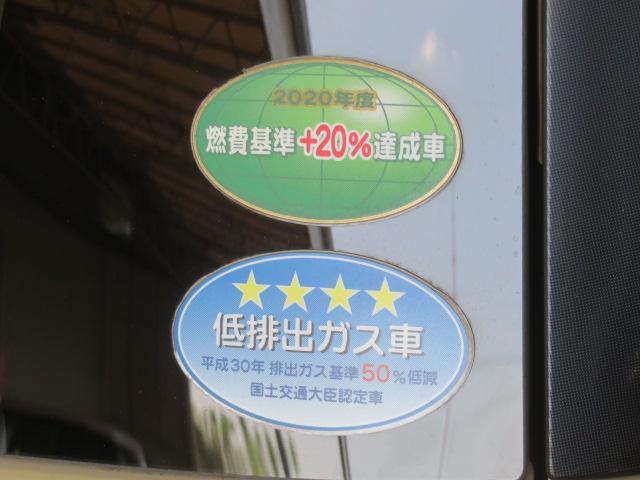 2020年度
燃費基準+20%達成車
低排出ガス車
平成30年 排出ガス基準50%低減
国土交通大臣認定車